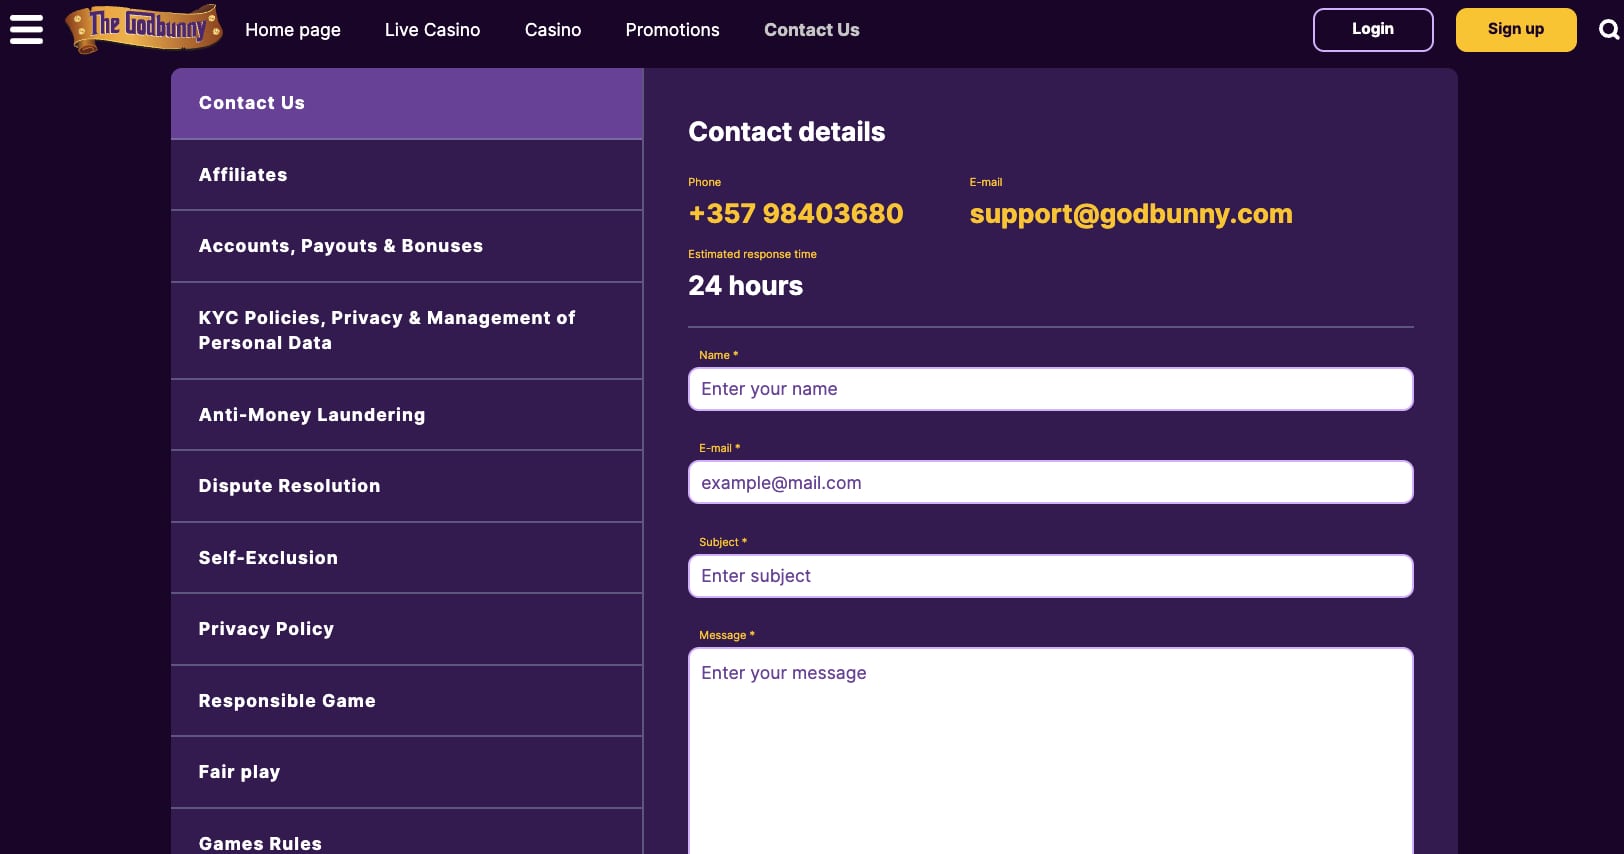 The Godbunny
Home page
Live Casino
Casino
Promotions
Contact Us
Login
Sign up
Contact Us
Affiliates
Accounts, Payouts & Bonuses
KYC Policies, Privacy & Management of
Personal Data
Anti-Money Laundering
Dispute Resolution
Self-Exclusion
Privacy Policy
Responsible Game
Fair play
Games Rules
Contact details
Phone
+357 98403680
E-mail
support@godbunny.com
Estimated response time
24 hours
Name *
Enter your name
E-mail *
example@mail.com
Subject *
Enter subject
Message *
Enter your message